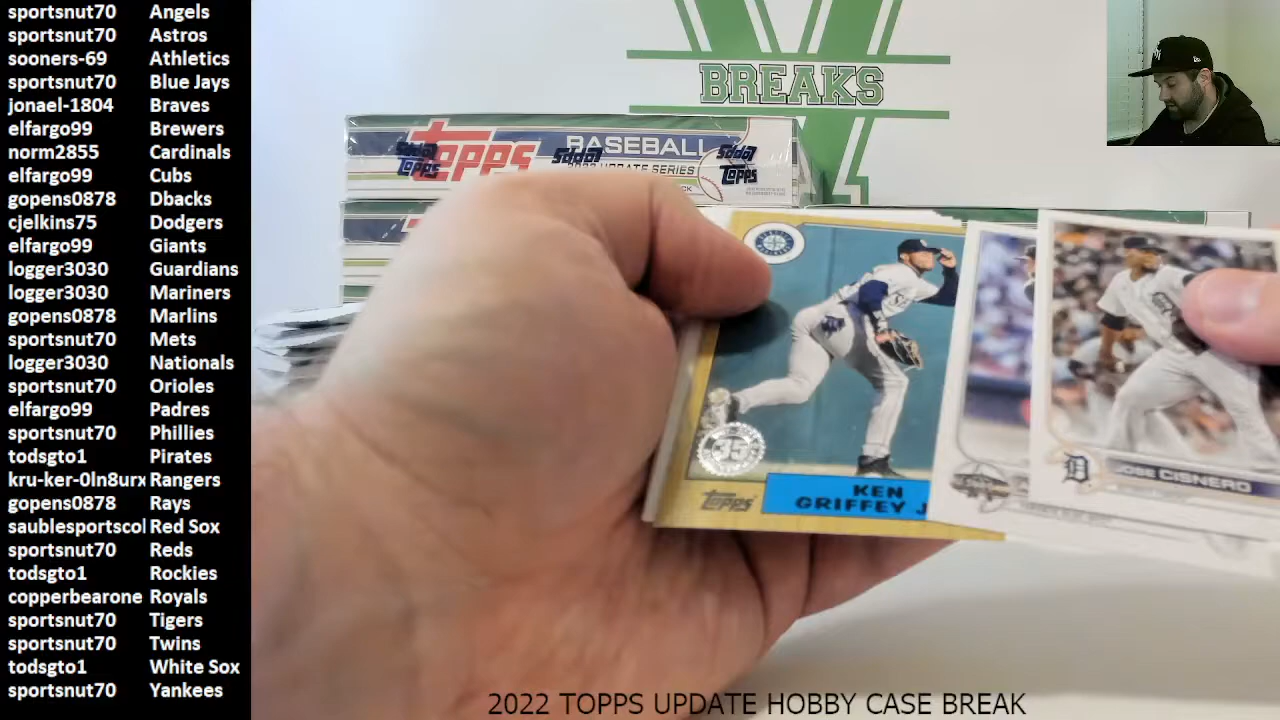 sportsnut70 Angels
sportsnut70 Astros
sooners-69 Athletics
sportsnut70 Blue Jays
jonael-1804 Braves
elfargo99 Brewers
norm2855 Cardinals
elfargo99 Cubs
gopens0878 Dbacks
cjelkins75 Dodgers
elfargo99 Giants
logger3030 Guardians
logger3030 Mariners
gopens0878 Marlins
sportsnut70 Mets
logger3030 Nationals
sportsnut70 Orioles
elfargo99 Padres
sportsnut70 Phillies
todsgto1 Pirates
kru-ker-0ln8urx Rangers
gopens0878 Rays
saublesportscol Red Sox
sportsnut70 Reds
todsgto1 Rockies
copperbearone Royals
sportsnut70 Tigers
sportsnut70 Twins
todsgto1 White Sox
sportsnut70 Yankees
BREAKS
Topps BASEBALL
2022 UPDATE SERIES
Topps
Topps
35
Topps
KEN
GRIFFEY J
D
JOSE CISNERO
2022 TOPPS UPDATE HOBBY CASE BREAK